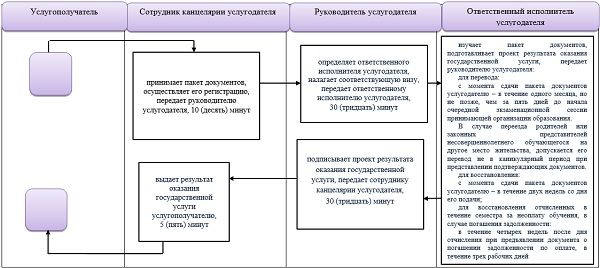 Услугополучатель
Сотрудник канцелярии услугодателя
Руководитель услугодателя
Ответственный исполнитель
услугодателя
принимает пакет документов,
осуществляет его регистрацию,
передает руководителю
услугодателя, 10 (десять) минут
определяет ответственного
исполнителя услугодателя,
налагает соответствующую визу,
передает ответственному
исполнителю услугодателя,
30 (тридцать) минут
изучает пакет документов,
подготавливает проект результата оказания
государственной услуги, передает
руководителю услугодателя:
для перевода:
с момента сдачи пакета документов
услугодателю – в течение одного месяца, но
не позже, чем за пять дней до начала
очередной экзаменационной сессии
принимающей организации образования.
В случае переезда родителей или
законных представителей
несовершеннолетнего обучающегося на
другое место жительства, допускается его
перевод не в каникулярный период при
представлении подтверждающих документов.
для восстановления:
с момента сдачи пакета документов
услугодателю – в течение двух недель со дня
его подачи;
для восстановления отчисленных в
течение семестра за неоплату обучения, в
случае погашения задолженности:
в течение четырех недель после дня
отчисления при предъявлении документа о
погашении задолженности по оплате, в
течение трех рабочих дней
подписывает проект результата
оказания государственной
услуги, передает сотруднику
канцелярии услугодателя,
30 (тридцать) минут
выдает результат
оказания
государственной
услуги
услугополучателю,
5 (пять) минут